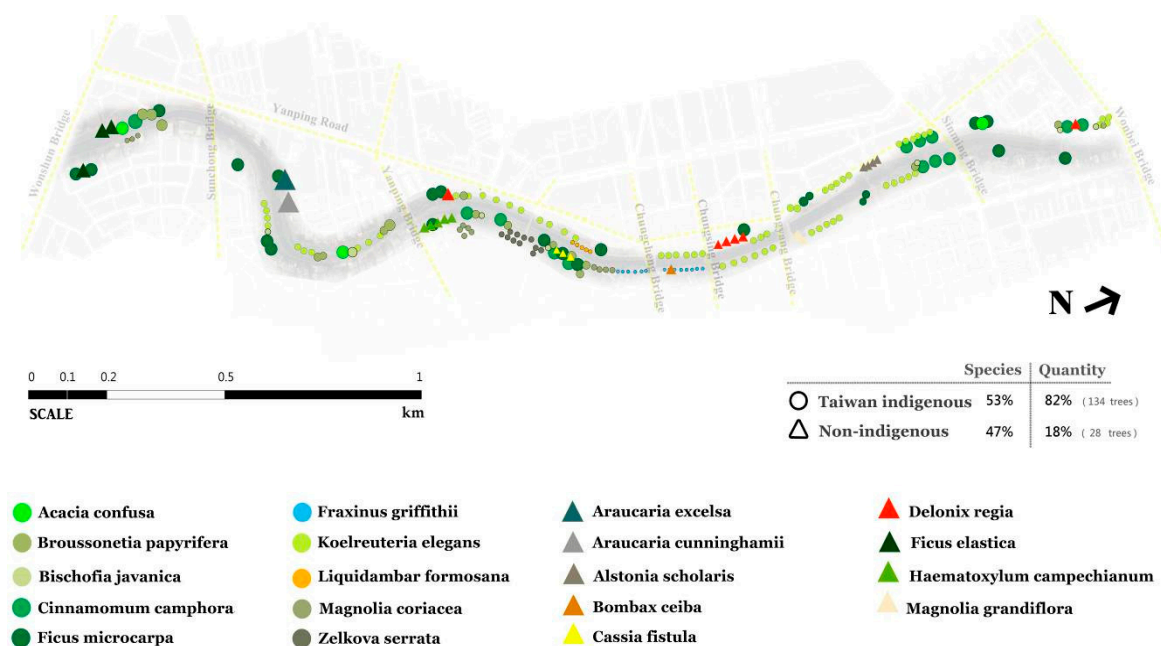 Wonshun Bridge
Sunchong Bridge
Yanping Road
Yanping Bridge
Chungcheng Bridge
Chungsing Bridge
Chungyang Bridge
Sinming Bridge
Wonbei Bridge
N
0 0.1 0.2 0.5 1
SCALE km
Species Quantity
Taiwan indigenous 53% 82% ( 134 trees)
Non-indigenous 47% 18% ( 28 trees)
Acacia confusa
Broussonetia papyrifera
Bischofia javanica
Cinnamomum camphora
Ficus microcarpa
Fraxinus griffithii
Koelreuteria elegans
Liquidambar formosana
Magnolia coriacea
Zelkova serrata
Araucaria excelsa
Araucaria cunninghamii
Alstonia scholaris
Bombax ceiba
Cassia fistula
Delonix regia
Ficus elastica
Haematoxylum campechianum
Magnolia grandiflora